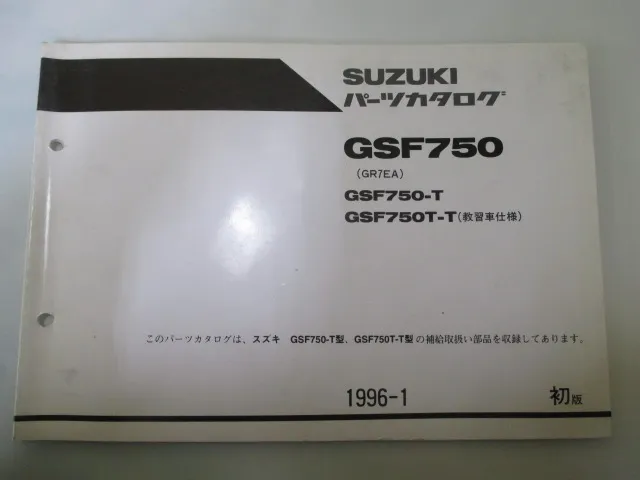 SUZUKI
パーツカタログ
GSF750
(GR7EA)
GSF750-T
GSF750T-T(教習車仕様)
このパーツカタログは、スズキ GSF750-T型、GSF750T-T型の補給取扱い部品を収録してあります。
1996-1 初版